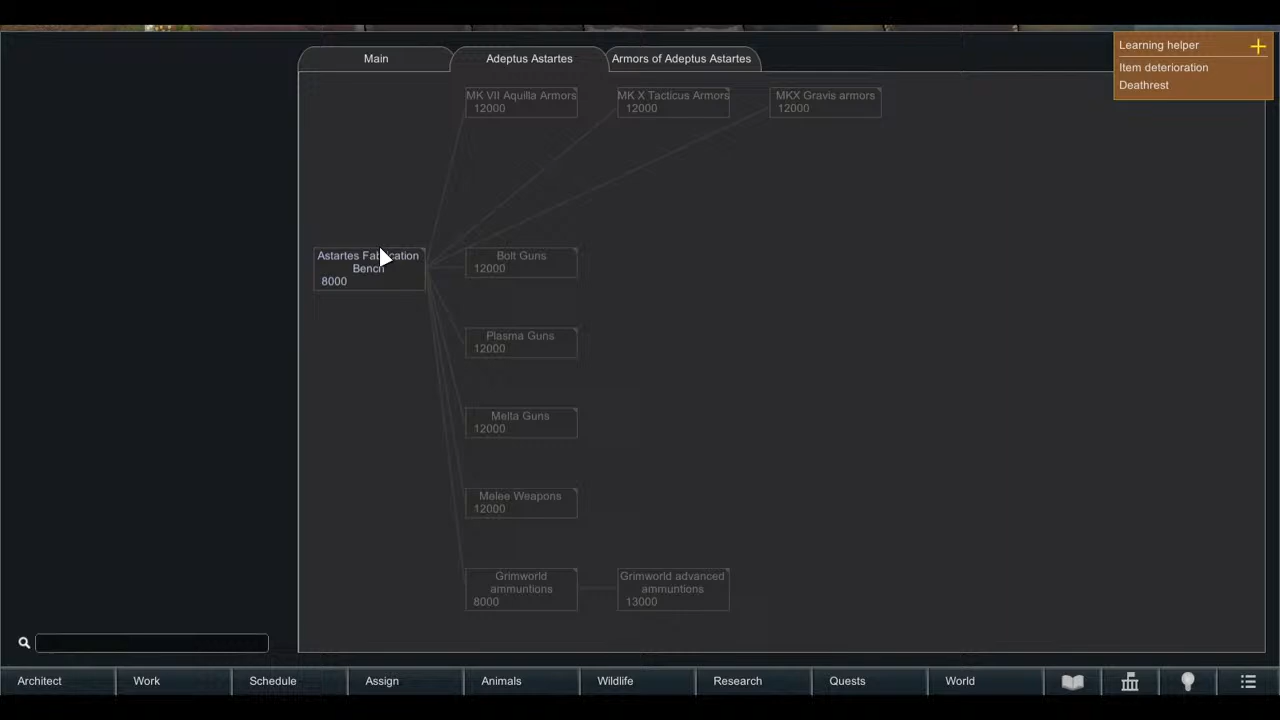 Main
Adeptus Astartes
Armors of Adeptus Astartes
Learning helper
Item deterioration
Deathrest
MK VII Aquilla Armors
12000
MK X Tacticus Armors
12000
MKX Gravis armors
12000
Astartes Fabrication
Bench
8000
Bolt Guns
12000
Plasma Guns
12000
Melta Guns
12000
Melee Weapons
12000
Grimworld
ammuntions
8000
Grimworld advanced
ammuntions
13000
Architect
Work
Schedule
Assign
Animals
Wildlife
Research
Quests
World